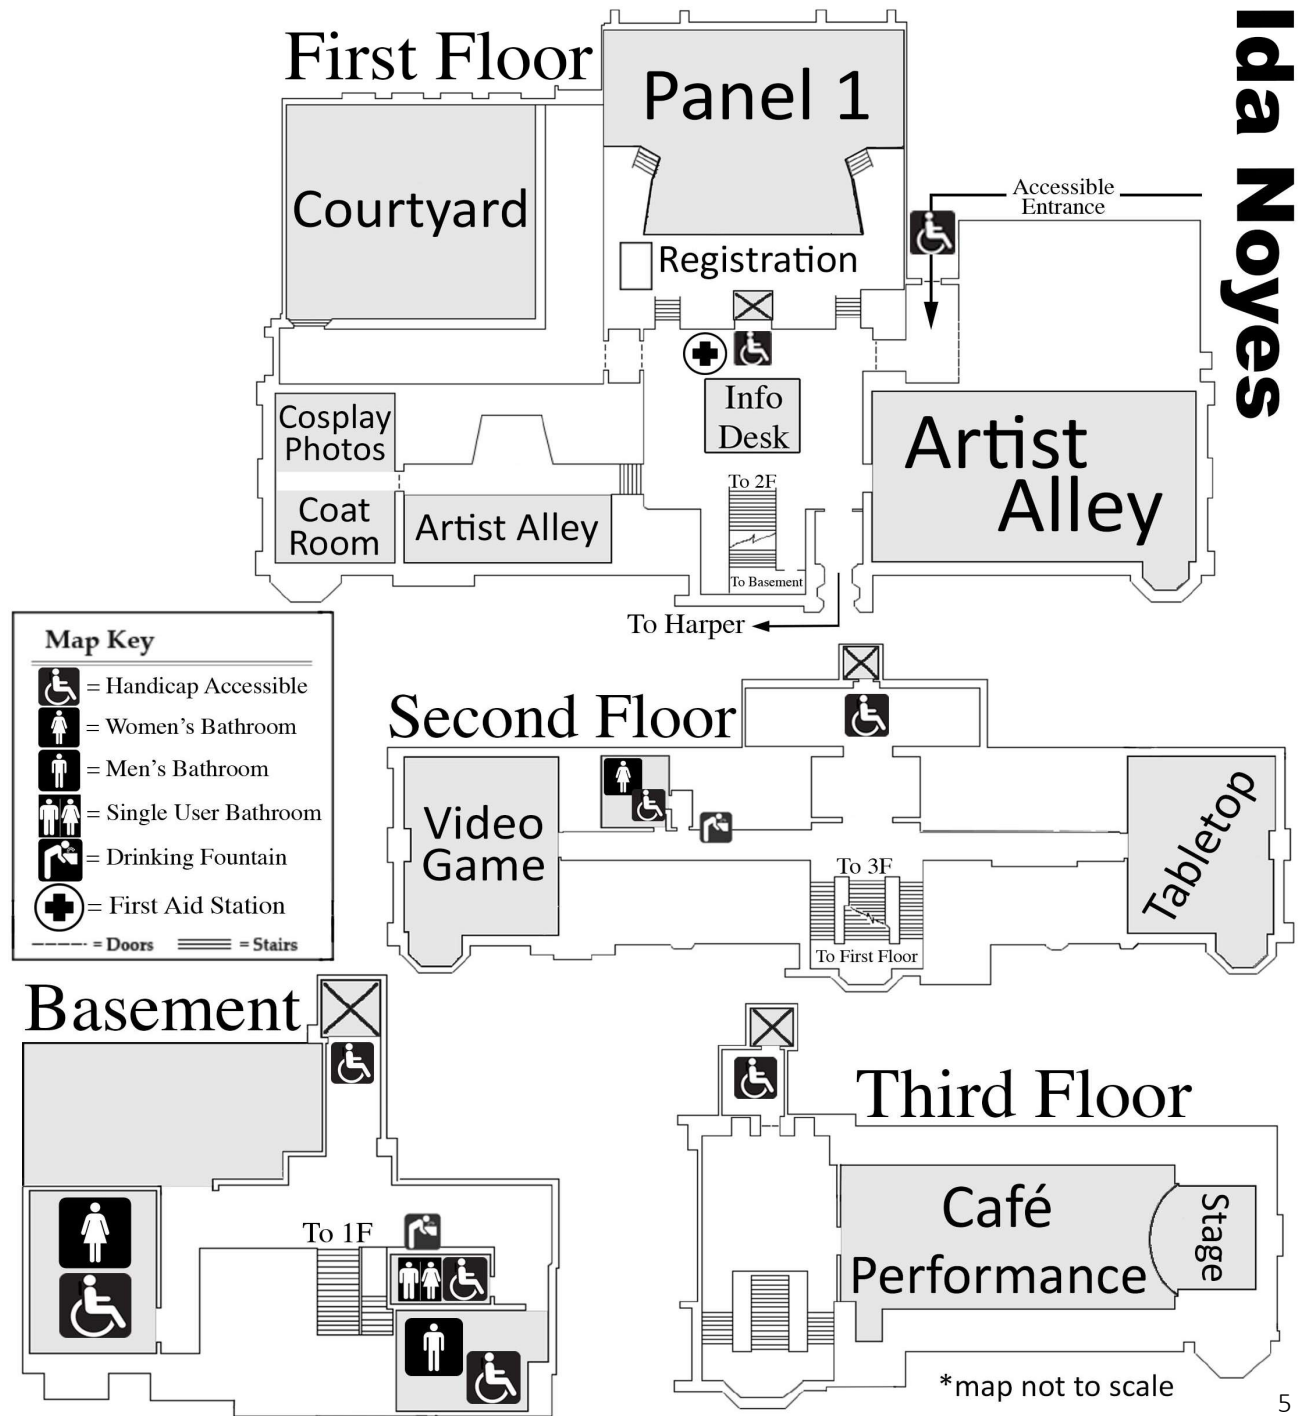 Ida Noyes
First Floor
Panel 1
Courtyard
Accessible
Entrance
Registration
Info
Desk
Cosplay
Photos
Coat
Room
Artist Alley
To 2F
To Basement
Artist
Alley
To Harper
Map Key
= Handicap Accessible
= Women's Bathroom
= Men's Bathroom
= Single User Bathroom
= Drinking Fountain
= First Aid Station
= Doors = Stairs
Second Floor
Video
Game
To 3F
To First Floor
Tabletop
Basement
To 1F
Third Floor
Café
Performance
Stage
*map not to scale
5